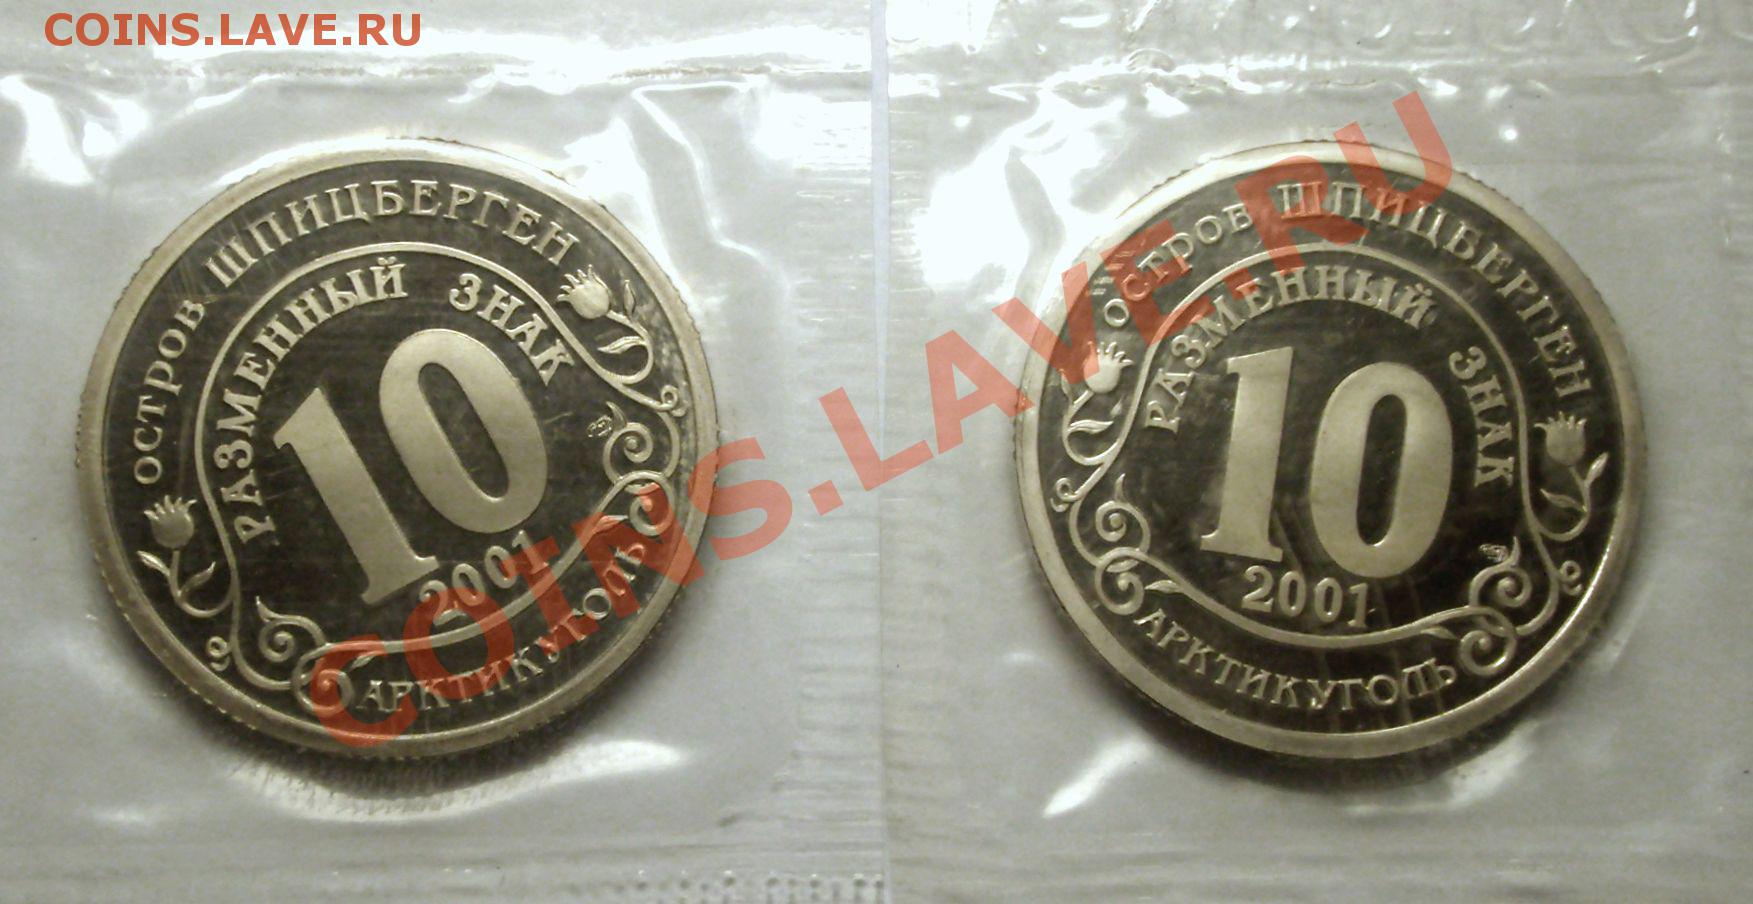 COINS.LAVE.RU
ОСТРОВ ШПИЦБЕРГЕН
РАЗМЕННЫЙ ЗНАК
10
2001
АРКТИКУГОЛЬ
ОСТРОВ ШПИЦБЕРГЕН
РАЗМЕННЫЙ ЗНАК
10
2001
АРКТИКУГОЛЬ
COINS.LAVE.RU